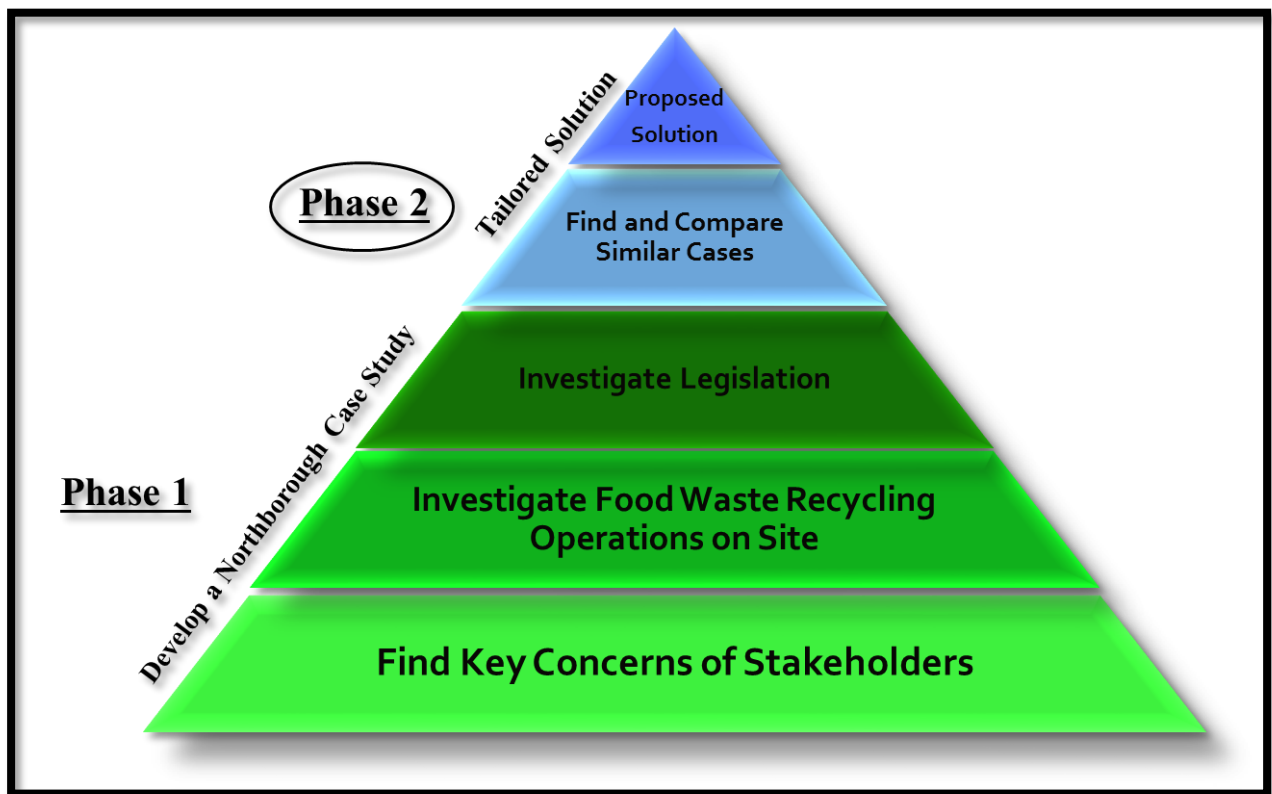 Proposed
Solution
Tailored Solution
Phase 2
Find and Compare
Similar Cases
Investigate Legislation
Develop a Northborough Case Study
Phase 1
Investigate Food Waste Recycling
Operations on Site
Find Key Concerns of Stakeholders